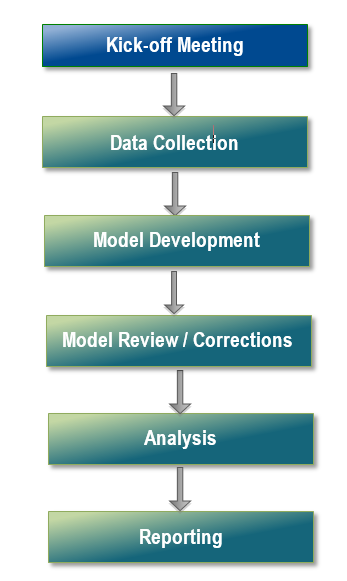 Kick-off Meeting
Data Collection
Model Development
Model Review / Corrections
Analysis
Reporting